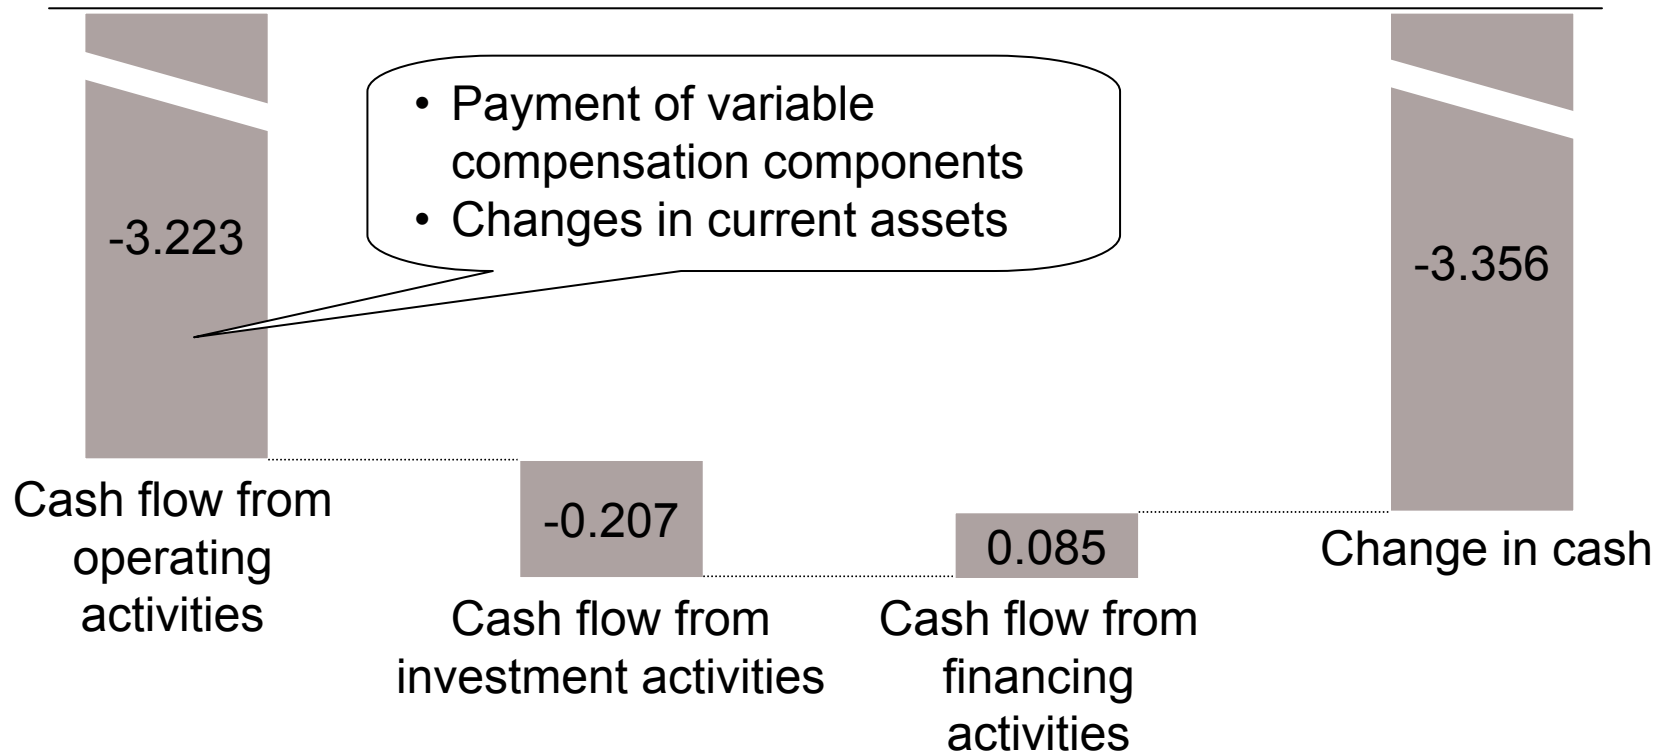 • Payment of variable
compensation components
• Changes in current assets
-3.223
-3.356
Cash flow from
operating
activities
-0.207
Cash flow from
investment activities
0.085
Cash flow from
financing
activities
Change in cash